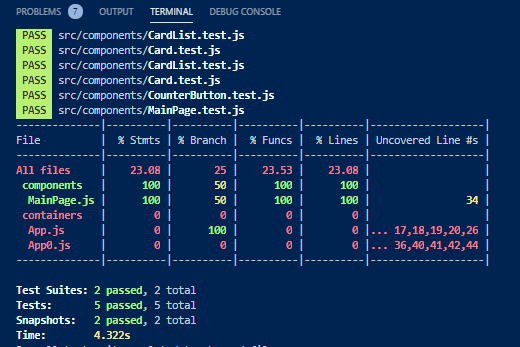 PROBLEMS 7 OUTPUT TERMINAL DEBUG CONSOLE
PASS src/components/CardList.test.js
PASS src/components/Card.test.js
PASS src/components/CardList.test.js
PASS src/components/Card.test.js
PASS src/components/CounterButton.test.js
PASS src/components/MainPage.test.js
--------------|----------|----------|----------|----------|-------------------|
File | % Stmts | % Branch | % Funcs | % Lines | Uncovered Line #s |
--------------|----------|----------|----------|----------|-------------------|
All files | 23.08 | 25 | 23.53 | 23.08 | |
components | 100 | 50 | 100 | 100 | |
MainPage.js | 100 | 50 | 100 | 100 | 34 |
containers | 0 | 0 | 0 | 0 | |
App.js | 0 | 100 | 0 | 0 |... 17,18,19,20,26 |
App0.js | 0 | 0 | 0 | 0 |... 36,40,41,42,44 |
--------------|----------|----------|----------|----------|-------------------|
Test Suites: 2 passed, 2 total
Tests: 5 passed, 5 total
Snapshots: 2 passed, 2 total
Time: 4.322s